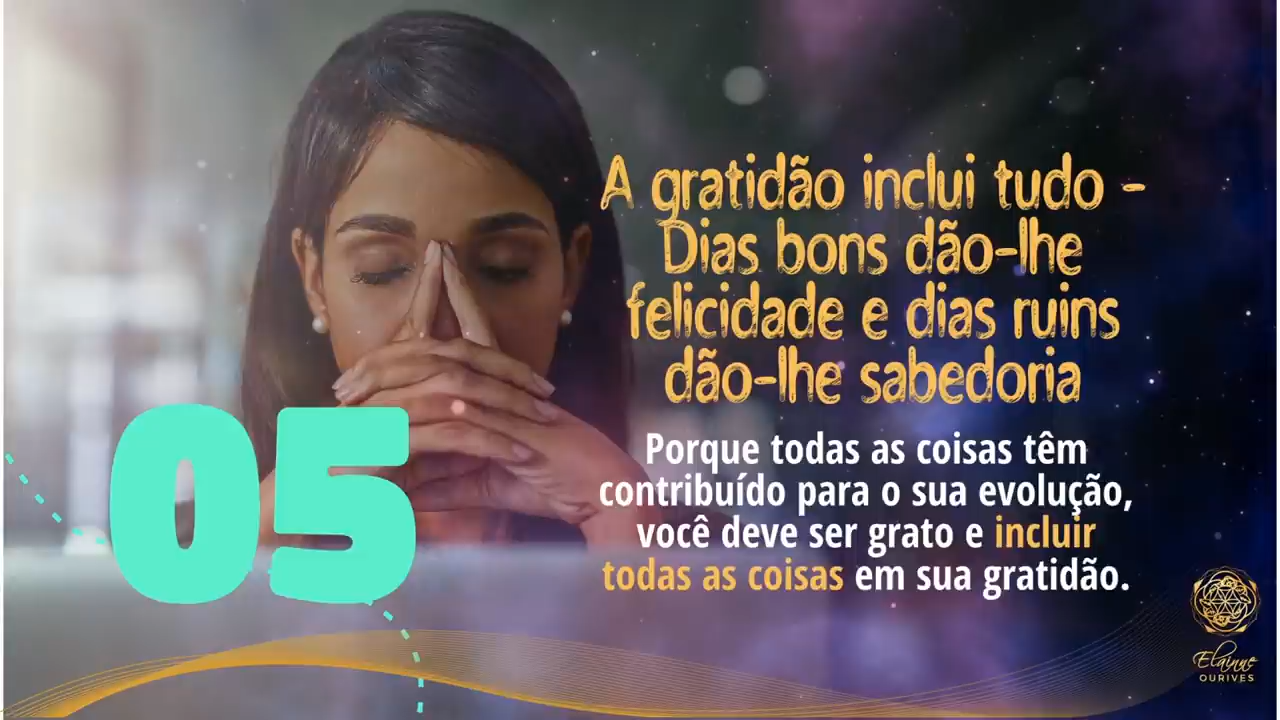 A gratidão inclui tudo -
Dias bons dão-lhe
felicidade e dias ruins
dão-lhe sabedoria
05
Porque todas as coisas têm
contribuído para o sua evolução,
você deve ser grato e incluir
todas as coisas em sua gratidão.
Elainne
OURIVES